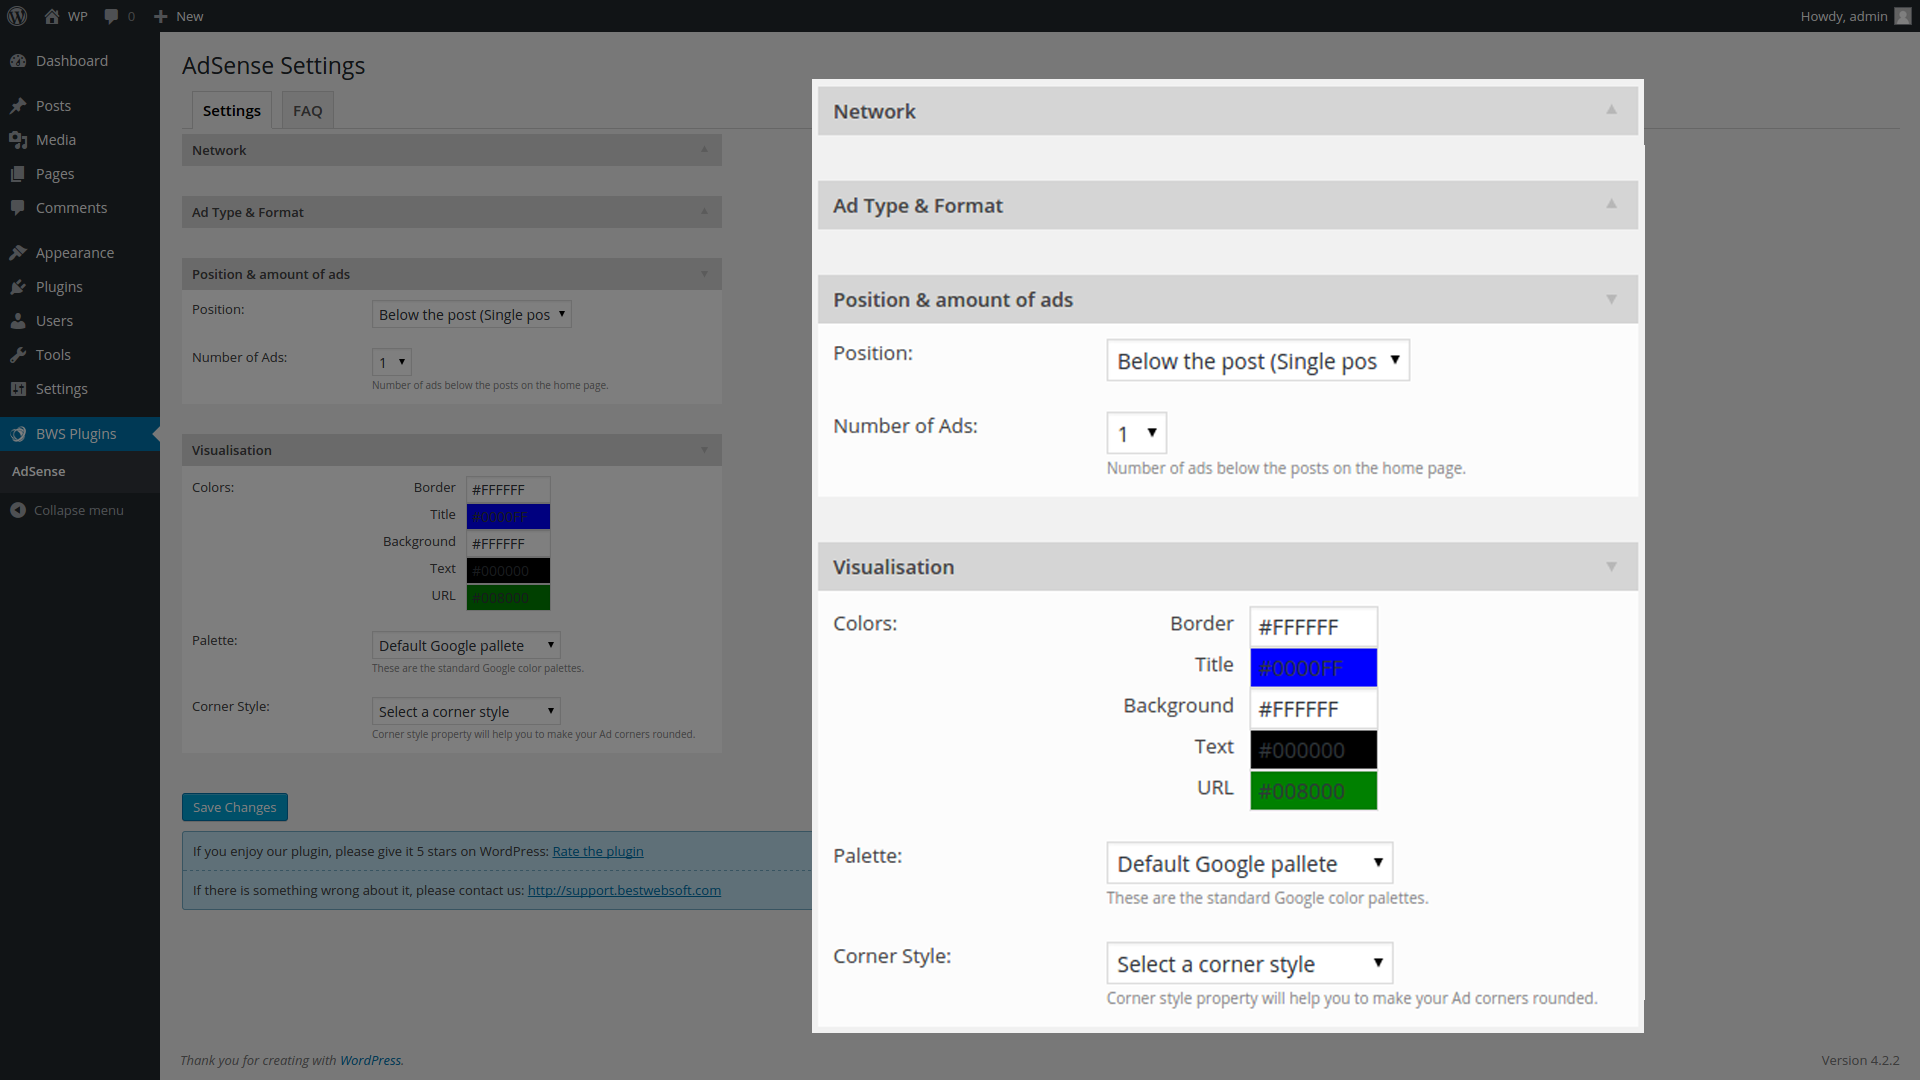 WP 0 New Howdy, admin
Dashboard
Posts
Media
Pages
Comments
Appearance
Plugins
Users
Tools
Settings
BWS Plugins
AdSense
Collapse menu
AdSense Settings
Settings FAQ
Network
Ad Type & Format
Position & amount of ads
Position: Below the post (Single pos
Number of Ads: 1
Number of ads below the posts on the home page.
Visualisation
Colors: Border #FFFFFF
Title #0000FF
Background #FFFFFF
Text #000000
URL #008000
Palette: Default Google pallete
These are the standard Google color palettes.
Corner Style: Select a corner style
Corner style property will help you to make your Ad corners rounded.
Save Changes
If you enjoy our plugin, please give it 5 stars on WordPress: Rate the plugin
If there is something wrong about it, please contact us: http://support.bestwebsoft.com
Network
Ad Type & Format
Position & amount of ads
Position: Below the post (Single pos
Number of Ads: 1
Number of ads below the posts on the home page.
Visualisation
Colors: Border #FFFFFF
Title #0000FF
Background #FFFFFF
Text #000000
URL #008000
Palette: Default Google pallete
These are the standard Google color palettes.
Corner Style: Select a corner style
Corner style property will help you to make your Ad corners rounded.
Thank you for creating with WordPress. Version 4.2.2